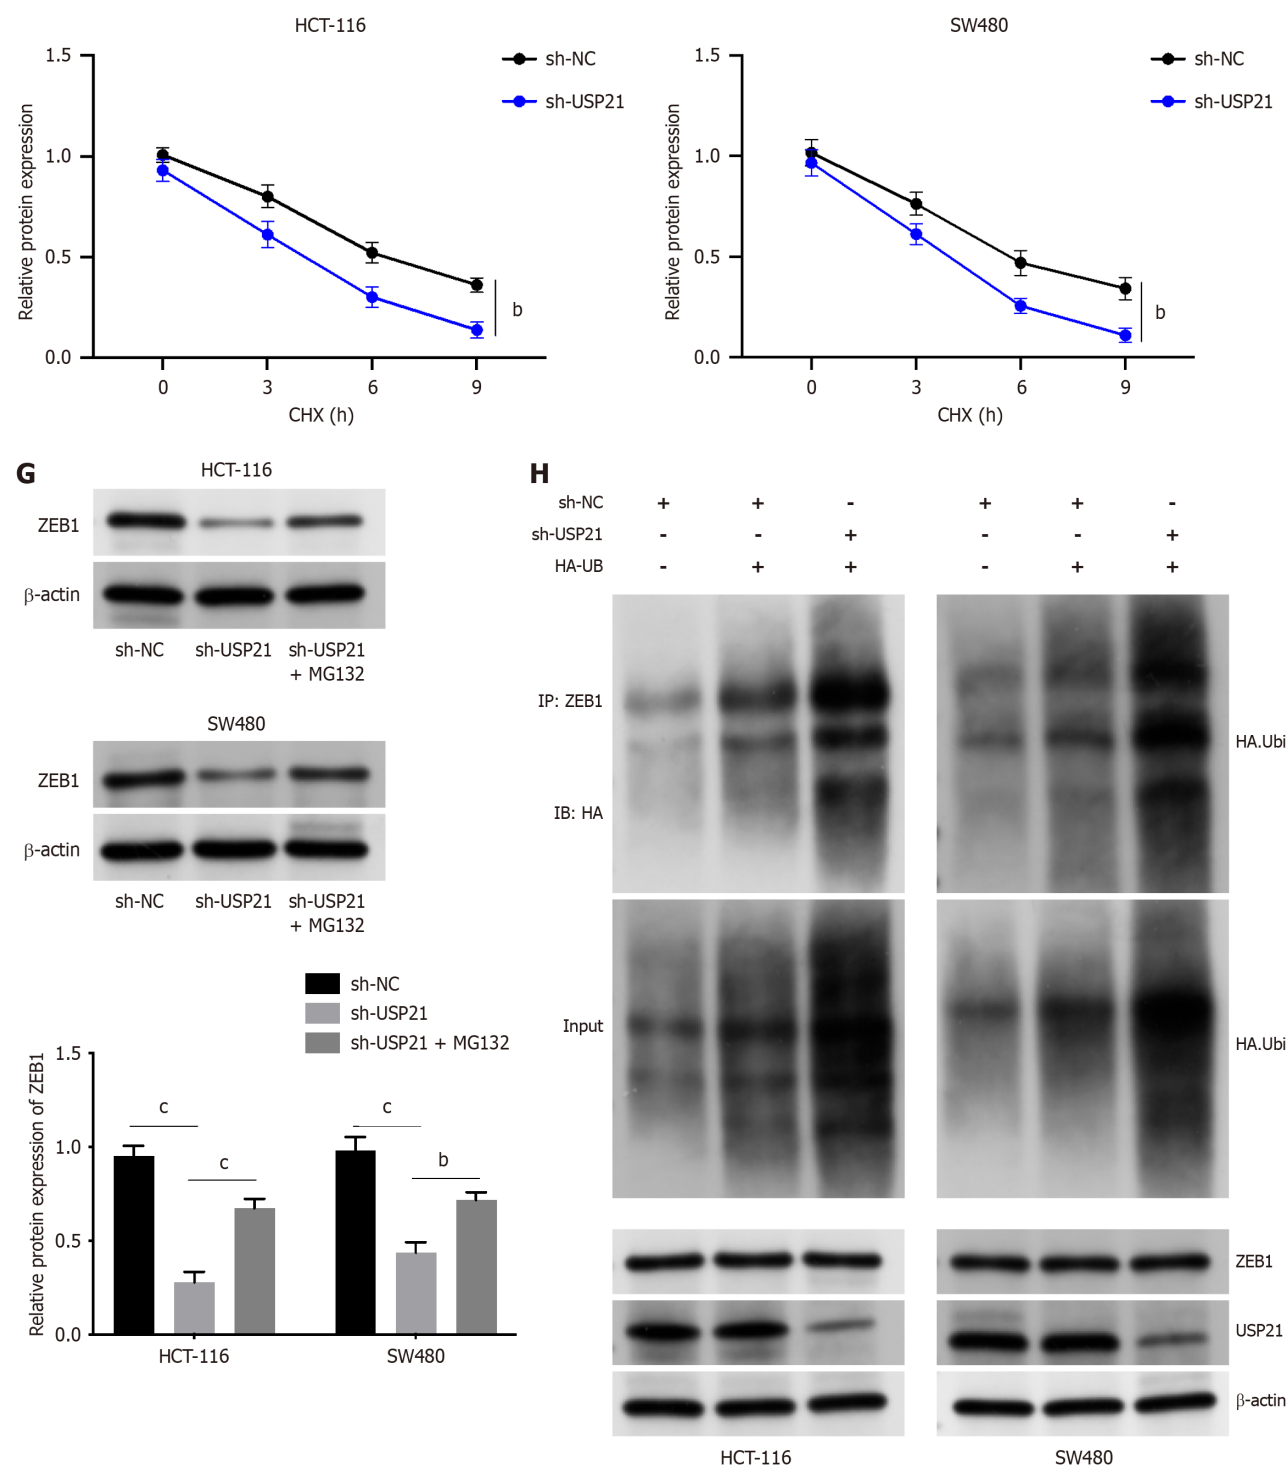 HCT-116
1.5
1.0
0.5
0.0
Relative protein expression
0 3 6 9
CHX (h)
sh-NC
sh-USP21
b
SW480
1.5
1.0
0.5
0.0
Relative protein expression
0 3 6 9
CHX (h)
sh-NC
sh-USP21
b
G
HCT-116
ZEB1
β-actin
sh-NC sh-USP21 sh-USP21
+ MG132
SW480
ZEB1
β-actin
sh-NC sh-USP21 sh-USP21
+ MG132
sh-NC
sh-USP21
sh-USP21 + MG132
Relative protein expression of ZEB1
1.5
1.0
0.5
0.0
c
c
c
b
HCT-116 SW480
H
sh-NC + + - + + -
sh-USP21 - - + - - +
HA-UB - + + - + +
IP: ZEB1
HA.Ubi
IB: HA
Input
HA.Ubi
ZEB1
USP21
β-actin
HCT-116 SW480